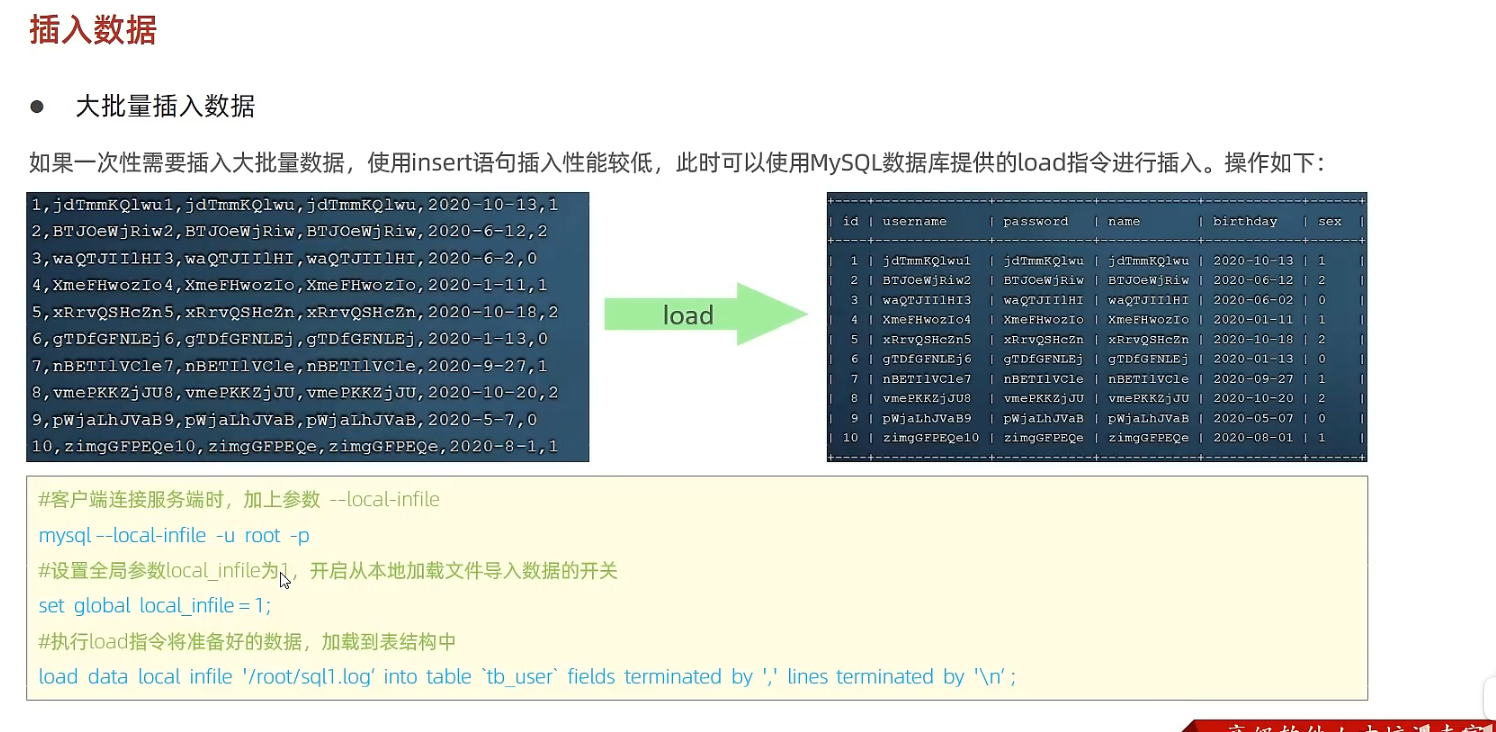 插入数据
● 大批量插入数据
如果一次性需要插入大批量数据，使用insert语句插入性能较低，此时可以使用MySQL数据库提供的load指令进行插入。操作如下：
1,jdTmmKQlwu1,jdTmmKQlwu,jdTmmKQlwu,2020-10-13,1
2,BTJOeWjRiw2,BTJOeWjRiw,BTJOeWjRiw,2020-6-12,2
3,waQTJIIlHI3,waQTJIIlHI,waQTJIIlHI,2020-6-2,0
4,XmeFHwozIo4,XmeFHwozIo,XmeFHwozIo,2020-1-11,1
5,xRrvQSHcZn5,xRrvQSHcZn,xRrvQSHcZn,2020-10-18,2
6,gTDfGFNLEj6,gTDfGFNLEj,gTDfGFNLEj,2020-1-13,0
7,nBETIlVCle7,nBETIlVCle,nBETIlVCle,2020-9-27,1
8,vmePKKZjJU8,vmePKKZjJU,vmePKKZjJU,2020-10-20,2
9,pWjaLhJVaB9,pWjaLhJVaB,pWjaLhJVaB,2020-5-7,0
10,zimgGFPEQe10,zimgGFPEQe,zimgGFPEQe,2020-8-1,1
load
| id | username | password | name | birthday | sex |
| 1 | jdTmmKQlwu1 | jdTmmKQlwu | jdTmmKQlwu | 2020-10-13 | 1 |
| 2 | BTJOeWjRiw2 | BTJOeWjRiw | BTJOeWjRiw | 2020-06-12 | 2 |
| 3 | waQTJIIlHI3 | waQTJIIlHI | waQTJIIlHI | 2020-06-02 | 0 |
| 4 | XmeFHwozIo4 | XmeFHwozIo | XmeFHwozIo | 2020-01-11 | 1 |
| 5 | xRrvQSHcZn5 | xRrvQSHcZn | xRrvQSHcZn | 2020-10-18 | 2 |
| 6 | gTDfGFNLEj6 | gTDfGFNLEj | gTDfGFNLEj | 2020-01-13 | 0 |
| 7 | nBETIlVCle7 | nBETIlVCle | nBETIlVCle | 2020-09-27 | 1 |
| 8 | vmePKKZjJU8 | vmePKKZjJU | vmePKKZjJU | 2020-10-20 | 2 |
| 9 | pWjaLhJVaB9 | pWjaLhJVaB | pWjaLhJVaB | 2020-05-07 | 0 |
| 10 | zimgGFPEQe10 | zimgGFPEQe | zimgGFPEQe | 2020-08-01 | 1 |
#客户端连接服务端时，加上参数 --local-infile
mysql --local-infile -u root -p
#设置全局参数local_infile为1，开启从本地加载文件导入数据的开关
set global local_infile = 1;
#执行load指令将准备好的数据，加载到表结构中
load data local infile '/root/sql1.log‘ into table `tb_user` fields terminated by ',' lines terminated by '\n‘ ;